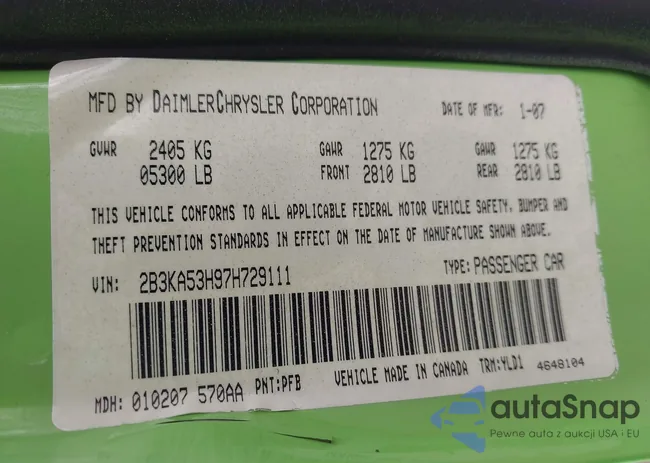 MFD BY DAIMLERCHRYSLER CORPORATION DATE OF MFR: 1-07
GVWR 2405 KG GAWR 1275 KG GAWR 1275 KG
05300 LB FRONT 2810 LB REAR 2810 LB
THIS VEHICLE CONFORMS TO ALL APPLICABLE FEDERAL MOTOR VEHICLE SAFETY, BUMPER AND
THEFT PREVENTION STANDARDS IN EFFECT ON THE DATE OF MANUFACTURE SHOWN ABOVE.
VIN: 2B3KA53H97H729111 TYPE: PASSENGER CAR
MDH: 010207 570AA PNT:PFB VEHICLE MADE IN CANADA TRM:YLD1 4648104
autaSnap
Pewne auta z aukcji USA · EU